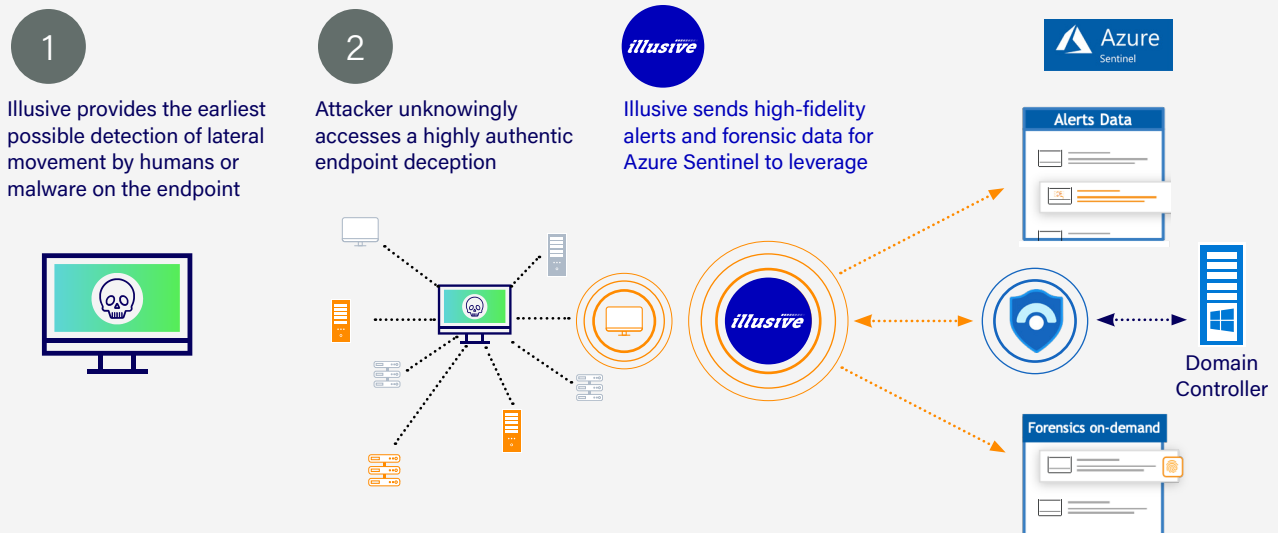 1
Illusive provides the earliest
possible detection of lateral
movement by humans or
malware on the endpoint
2
Attacker unknowingly
accesses a highly authentic
endpoint deception
illusive
Illusive sends high-fidelity
alerts and forensic data for
Azure Sentinel to leverage
Azure
Sentinel
Alerts Data
illusive
Domain
Controller
Forensics on-demand